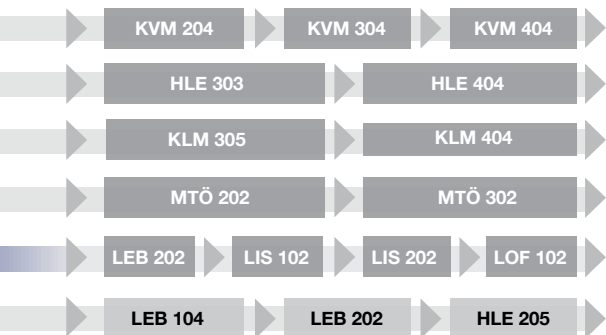 KVM 204 KVM 304 KVM 404
HLE 303 HLE 404
KLM 305 KLM 404
MTÖ 202 MTÖ 302
LEB 202 LIS 102 LIS 202 LOF 102
LEB 104 LEB 202 HLE 205